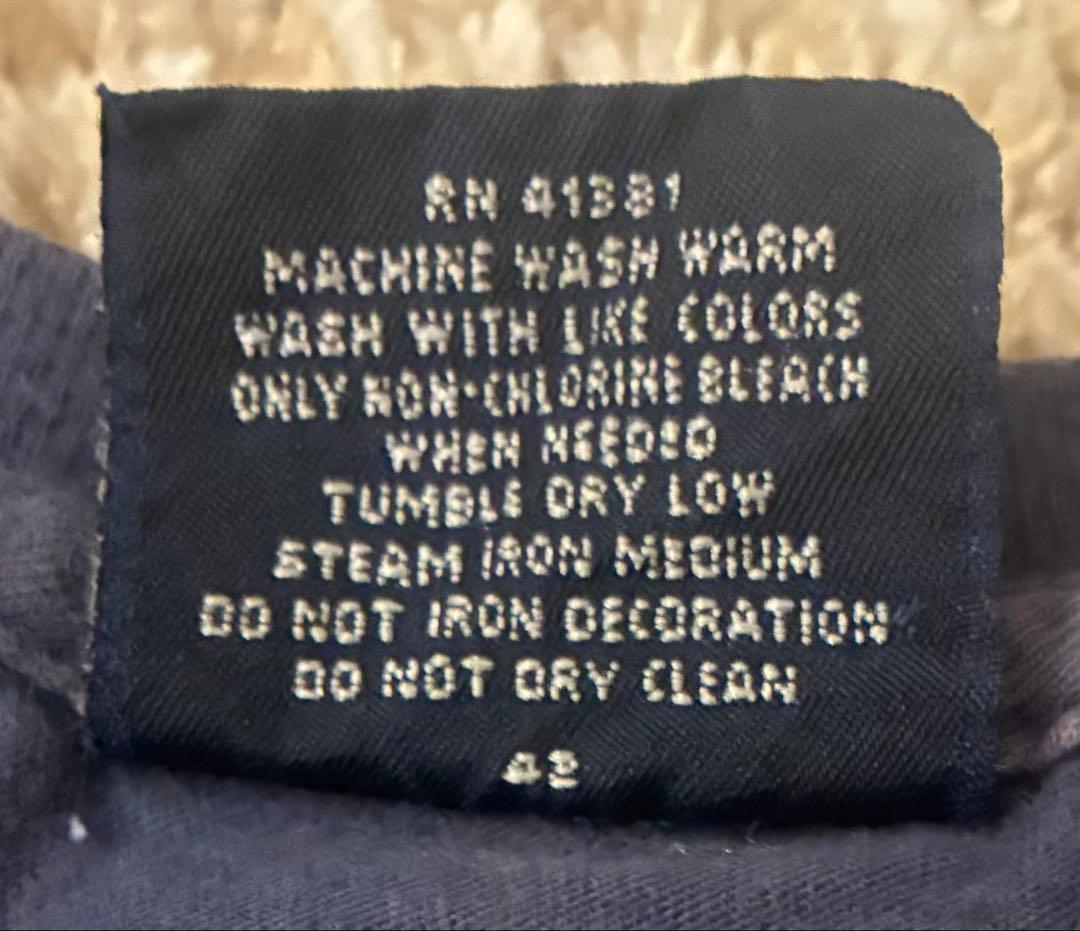 RN 41381
MACHINE WASH WARM
WASH WITH LIKE COLORS
ONLY NON-CHLORINE BLEACH
WHEN NEEDED
TUMBLE DRY LOW
STEAM IRON MEDIUM
DO NOT IRON DECORATION
DO NOT DRY CLEAN
42